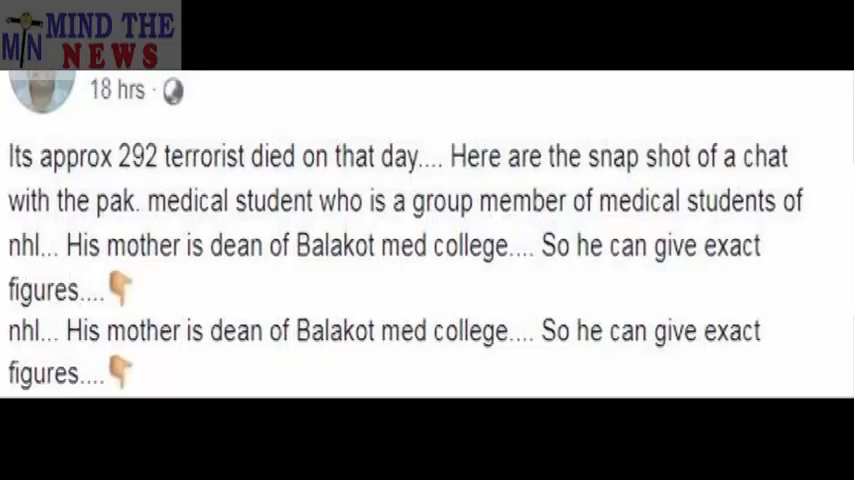 MIND THE
MN NEWS
18 hrs ·
Its approx 292 terrorist died on that day.... Here are the snap shot of a chat
with the pak. medical student who is a group member of medical students of
nhl... His mother is dean of Balakot med college.... So he can give exact
figures....👇
nhl... His mother is dean of Balakot med college.... So he can give exact
figures....👇